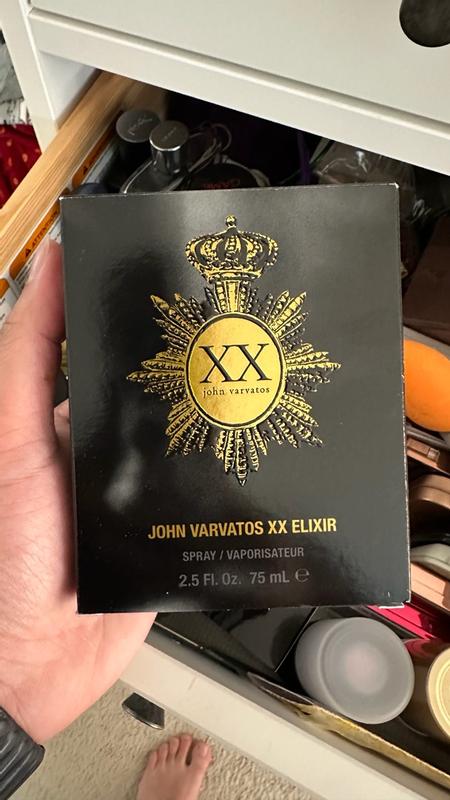 XX
john varvatos
JOHN VARVATOS XX ELIXIR
SPRAY / VAPORISATEUR
2.5 Fl. Oz. 75 mL ℮